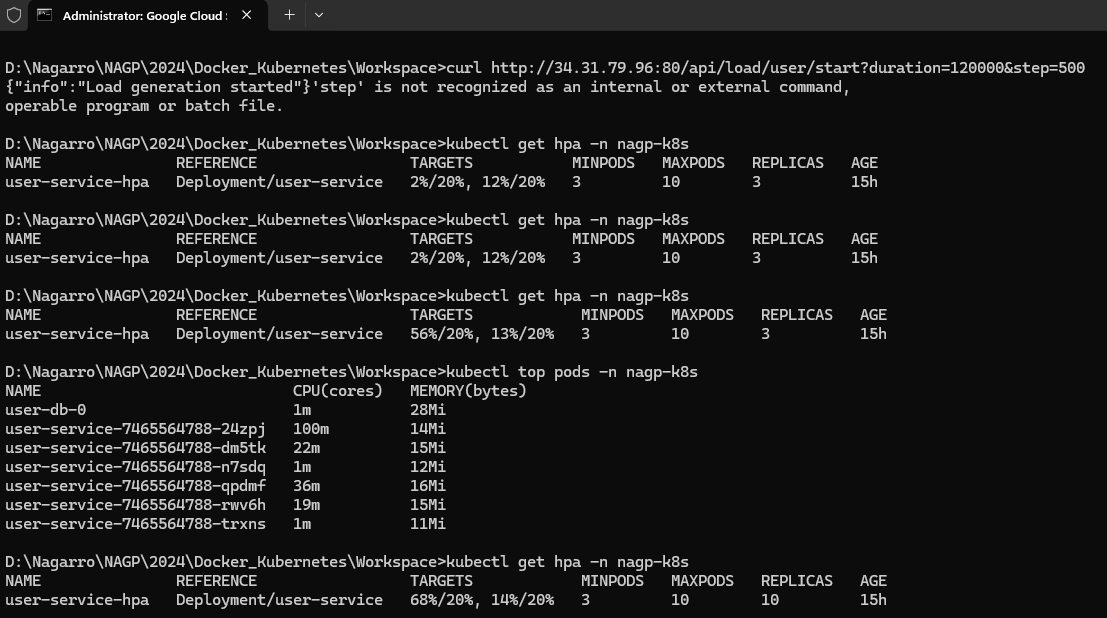 Administrator: Google Cloud S
D:\Nagarro\NAGP\2024\Docker_Kubernetes\Workspace>curl http://34.31.79.96:80/api/load/user/start?duration=120000&step=500
{"info":"Load generation started"}'step' is not recognized as an internal or external command,
operable program or batch file.
D:\Nagarro\NAGP\2024\Docker_Kubernetes\Workspace>kubectl get hpa -n nagp-k8s
NAME REFERENCE TARGETS MINPODS MAXPODS REPLICAS AGE
user-service-hpa Deployment/user-service 2%/20%, 12%/20% 3 10 3 15h
D:\Nagarro\NAGP\2024\Docker_Kubernetes\Workspace>kubectl get hpa -n nagp-k8s
NAME REFERENCE TARGETS MINPODS MAXPODS REPLICAS AGE
user-service-hpa Deployment/user-service 2%/20%, 12%/20% 3 10 3 15h
D:\Nagarro\NAGP\2024\Docker_Kubernetes\Workspace>kubectl get hpa -n nagp-k8s
NAME REFERENCE TARGETS MINPODS MAXPODS REPLICAS AGE
user-service-hpa Deployment/user-service 56%/20%, 13%/20% 3 10 3 15h
D:\Nagarro\NAGP\2024\Docker_Kubernetes\Workspace>kubectl top pods -n nagp-k8s
NAME CPU(cores) MEMORY(bytes)
user-db-0 1m 28Mi
user-service-7465564788-24zpj 100m 14Mi
user-service-7465564788-dm5tk 22m 15Mi
user-service-7465564788-n7sdq 1m 12Mi
user-service-7465564788-qpdmf 36m 16Mi
user-service-7465564788-rwv6h 19m 15Mi
user-service-7465564788-trxns 1m 11Mi
D:\Nagarro\NAGP\2024\Docker_Kubernetes\Workspace>kubectl get hpa -n nagp-k8s
NAME REFERENCE TARGETS MINPODS MAXPODS REPLICAS AGE
user-service-hpa Deployment/user-service 68%/20%, 14%/20% 3 10 10 15h